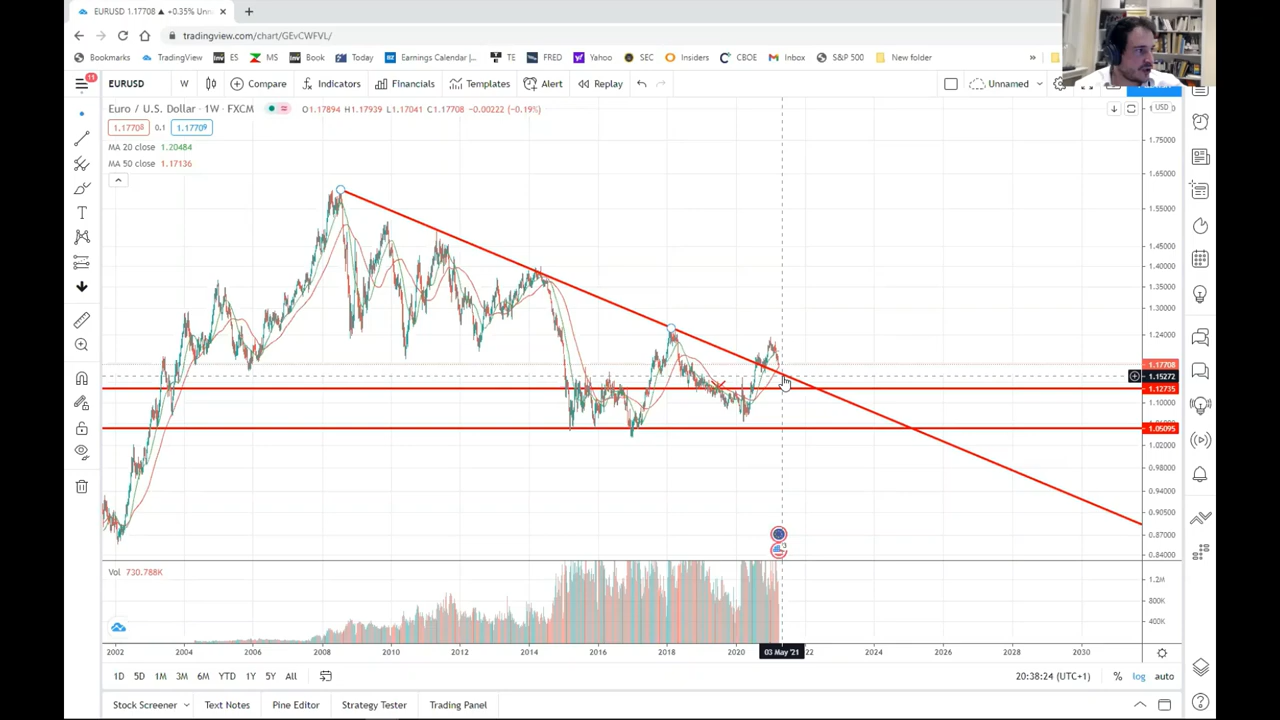 EURUSD 1.17708 ▲ +0.35% Unn
tradingview.com/chart/GEvCWFVL/
Bookmarks TradingView ES MS Book Today Earnings Calendar | TE FRED Yahoo SEC Insiders CBOE S&P 500 New folder »
11 EURUSD W Compare Indicators Financials Templates Alert Replay Unnamed
Euro / U.S. Dollar · 1W · FXCM O1.17894 H1.17939 L1.17041 C1.17708 −0.00222 (−0.19%) USD
1.17708 0.1 1.17709
MA 20 close 1.20484
MA 50 close 1.17136
1.75000
1.65000
1.55000
1.45000
1.40000
1.35000
1.30000
1.24000
1.17708
1.15272
1.12735
1.10000
1.05095
1.02000
0.98000
0.94000
0.90500
0.87000
0.84000
3
Vol 730.788K
1.2M
800K
400K
2002 2004 2006 2008 2010 2012 2014 2016 2018 2020 03 May '21 22 2024 2026 2028 2030
1D 5D 1M 3M 6M YTD 1Y 5Y All 20:38:24 (UTC+1) % log auto
Stock Screener Text Notes Pine Editor Strategy Tester Trading Panel